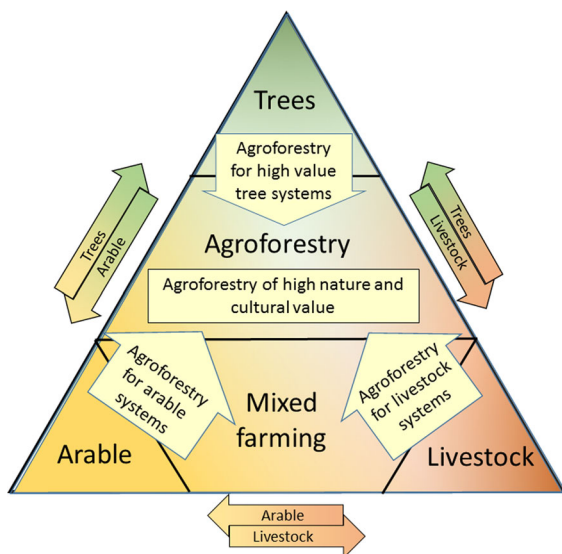 Trees
Agroforestry
for high value
tree systems
Trees
Arable
Trees
Livestock
Agroforestry
Agroforestry of high nature and
cultural value
Agroforestry
for arable
systems
Mixed
farming
Agroforestry
for livestock
systems
Arable
Livestock
Arable
Livestock